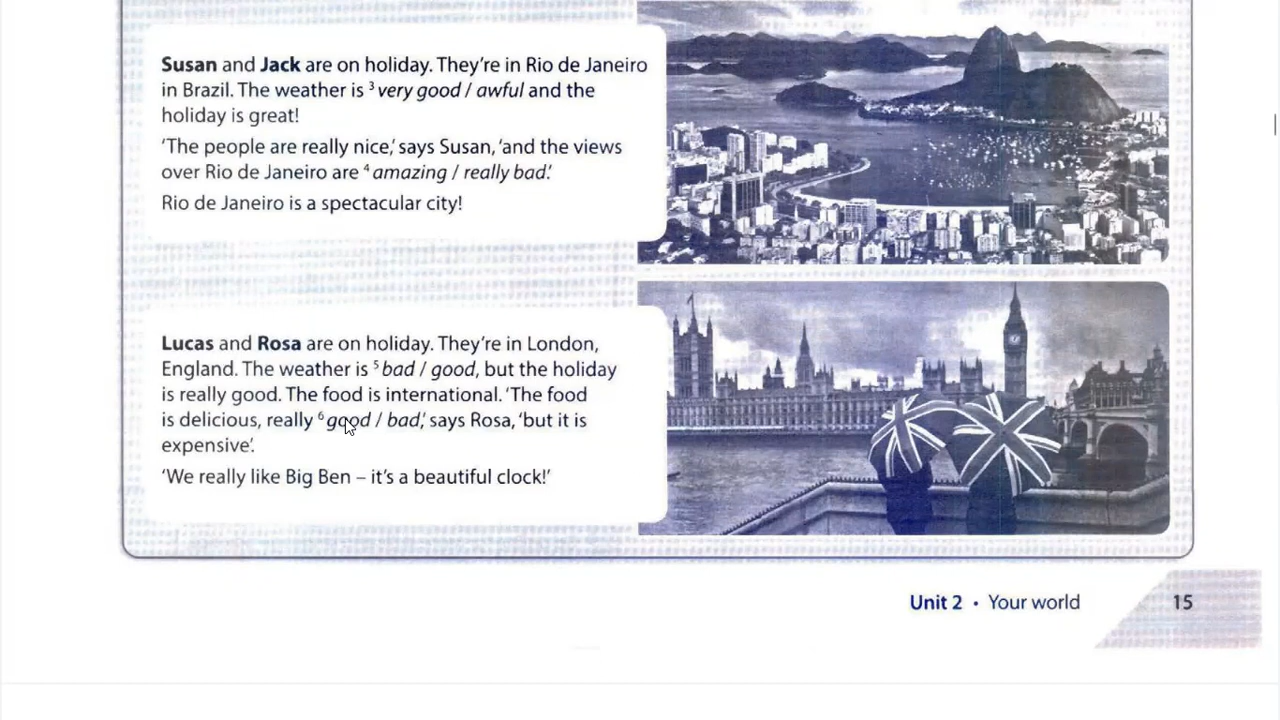 Susan and Jack are on holiday. They're in Rio de Janeiro
in Brazil. The weather is ³ very good / awful and the
holiday is great!
'The people are really nice,' says Susan, 'and the views
over Rio de Janeiro are ⁴ amazing / really bad.'
Rio de Janeiro is a spectacular city!
Lucas and Rosa are on holiday. They're in London,
England. The weather is ⁵ bad / good, but the holiday
is really good. The food is international. 'The food
is delicious, really ⁶ good / bad,' says Rosa, 'but it is
expensive'.
'We really like Big Ben – it's a beautiful clock!'
Unit 2 • Your world 15